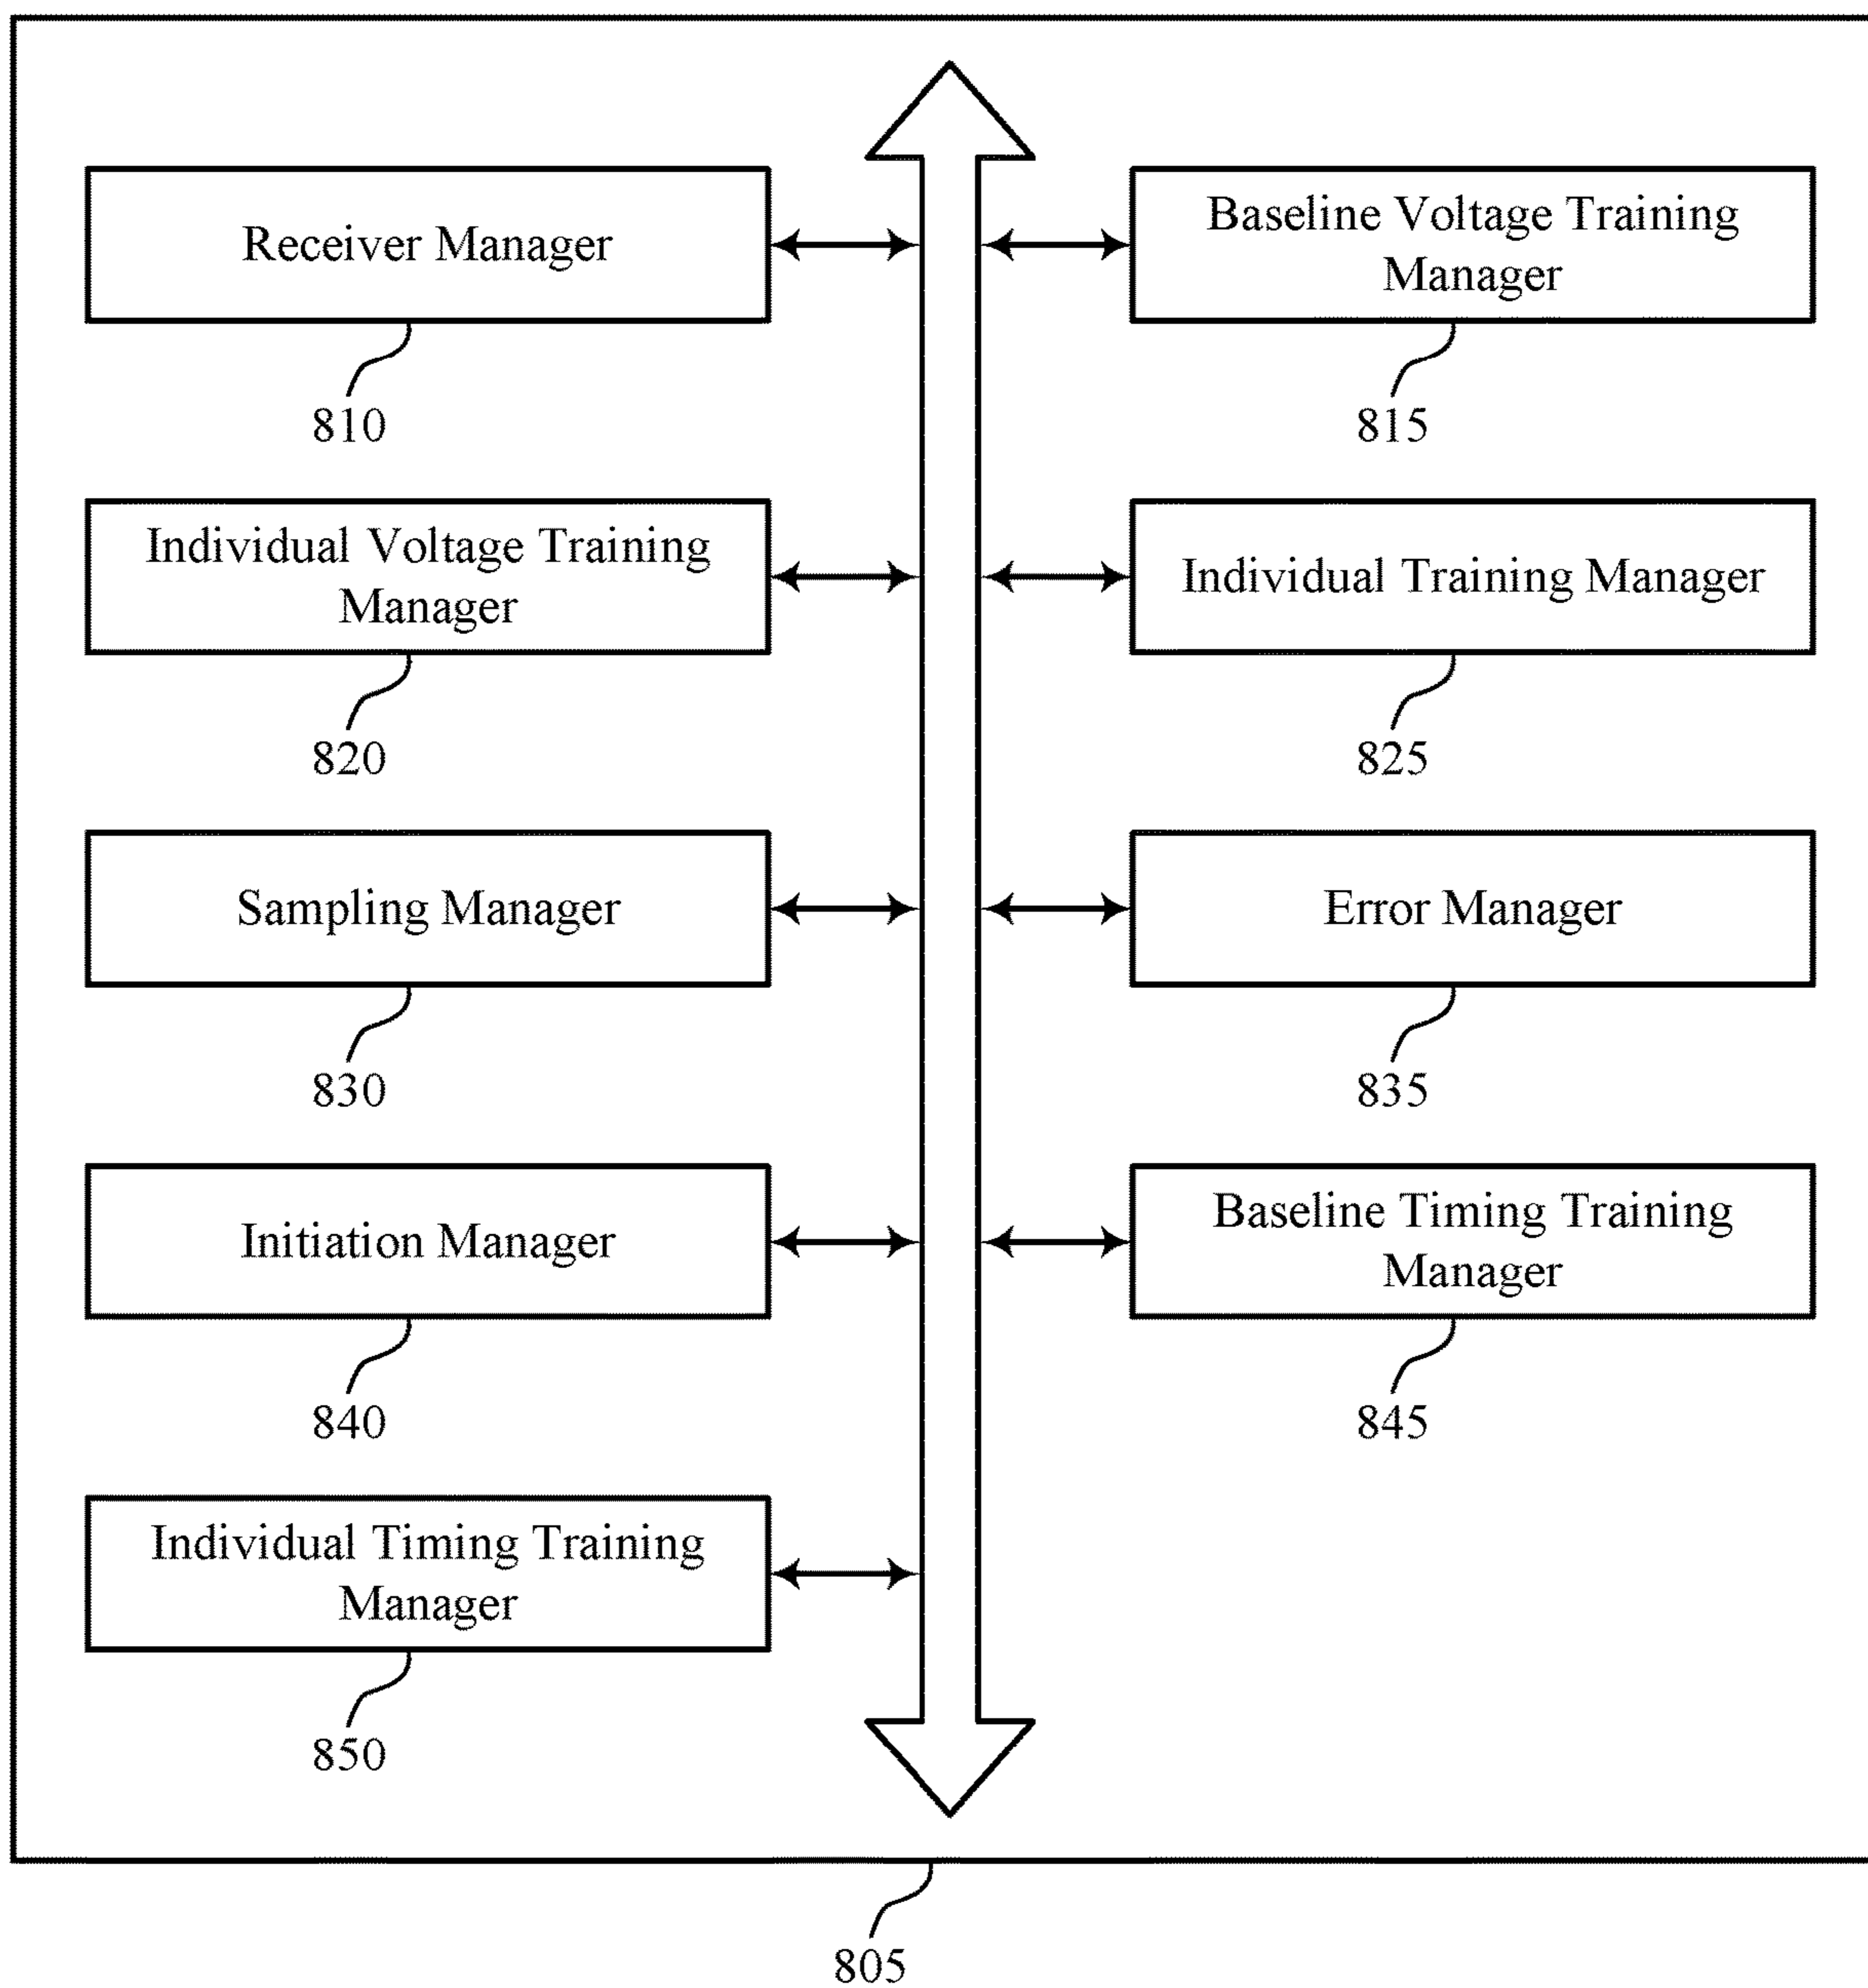 Receiver Manager
810
Baseline Voltage Training
Manager
815
Individual Voltage Training
Manager
820
Individual Training Manager
825
Sampling Manager
830
Error Manager
835
Initiation Manager
840
Baseline Timing Training
Manager
845
Individual Timing Training
Manager
850
805